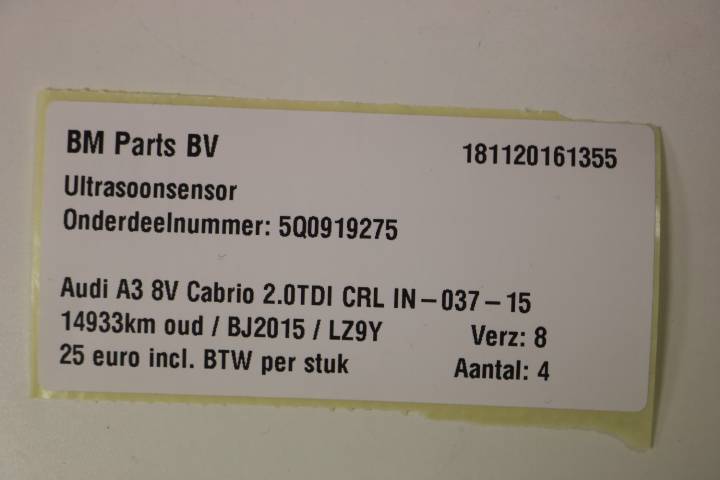 BM Parts BV 181120161355
Ultrasoonsensor
Onderdeelnummer: 5Q0919275
Audi A3 8V Cabrio 2.0TDI CRL IN-037-15
14933km oud / BJ2015 / LZ9Y Verz: 8
25 euro incl. BTW per stuk Aantal: 4